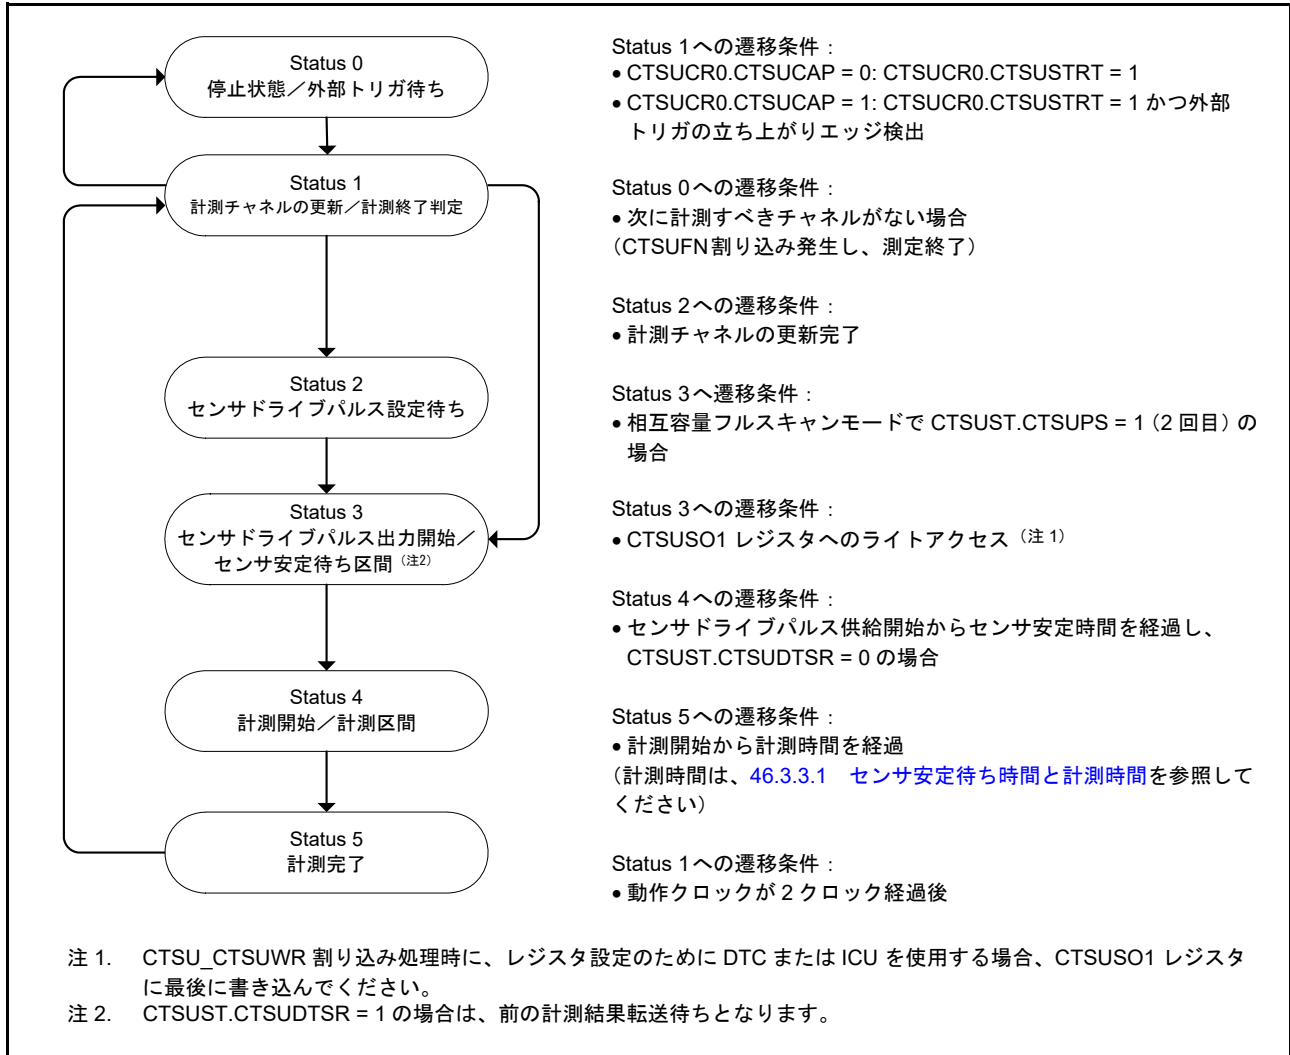 Status 0
停止状態／外部トリガ待ち
Status 1
計測チャネルの更新／計測終了判定
Status 2
センサドライブパルス設定待ち
Status 3
センサドライブパルス出力開始／
センサ安定待ち区間（注2）
Status 4
計測開始／計測区間
Status 5
計測完了
Status 1への遷移条件：
• CTSUCR0.CTSUCAP = 0: CTSUCR0.CTSUSTRT = 1
• CTSUCR0.CTSUCAP = 1: CTSUCR0.CTSUSTRT = 1 かつ外部
トリガの立ち上がりエッジ検出
Status 0への遷移条件：
• 次に計測すべきチャネルがない場合
（CTSUFN割り込み発生し、測定終了）
Status 2への遷移条件：
• 計測チャネルの更新完了
Status 3へ遷移条件：
• 相互容量フルスキャンモードで CTSUST.CTSUPS = 1（2 回目）の
場合
Status 3への遷移条件：
• CTSUSO1 レジスタへのライトアクセス（注 1）
Status 4への遷移条件：
• センサドライブパルス供給開始からセンサ安定時間を経過し、
CTSUST.CTSUDTSR = 0 の場合
Status 5への遷移条件：
• 計測開始から計測時間を経過
（計測時間は、46.3.3.1　センサ安定待ち時間と計測時間を参照して
ください）
Status 1への遷移条件：
• 動作クロックが 2 クロック経過後
注 1.　CTSU_CTSUWR 割り込み処理時に、レジスタ設定のために DTC または ICU を使用する場合、CTSUSO1 レジスタ
に最後に書き込んでください。
注 2.　CTSUST.CTSUDTSR = 1 の場合は、前の計測結果転送待ちとなります。